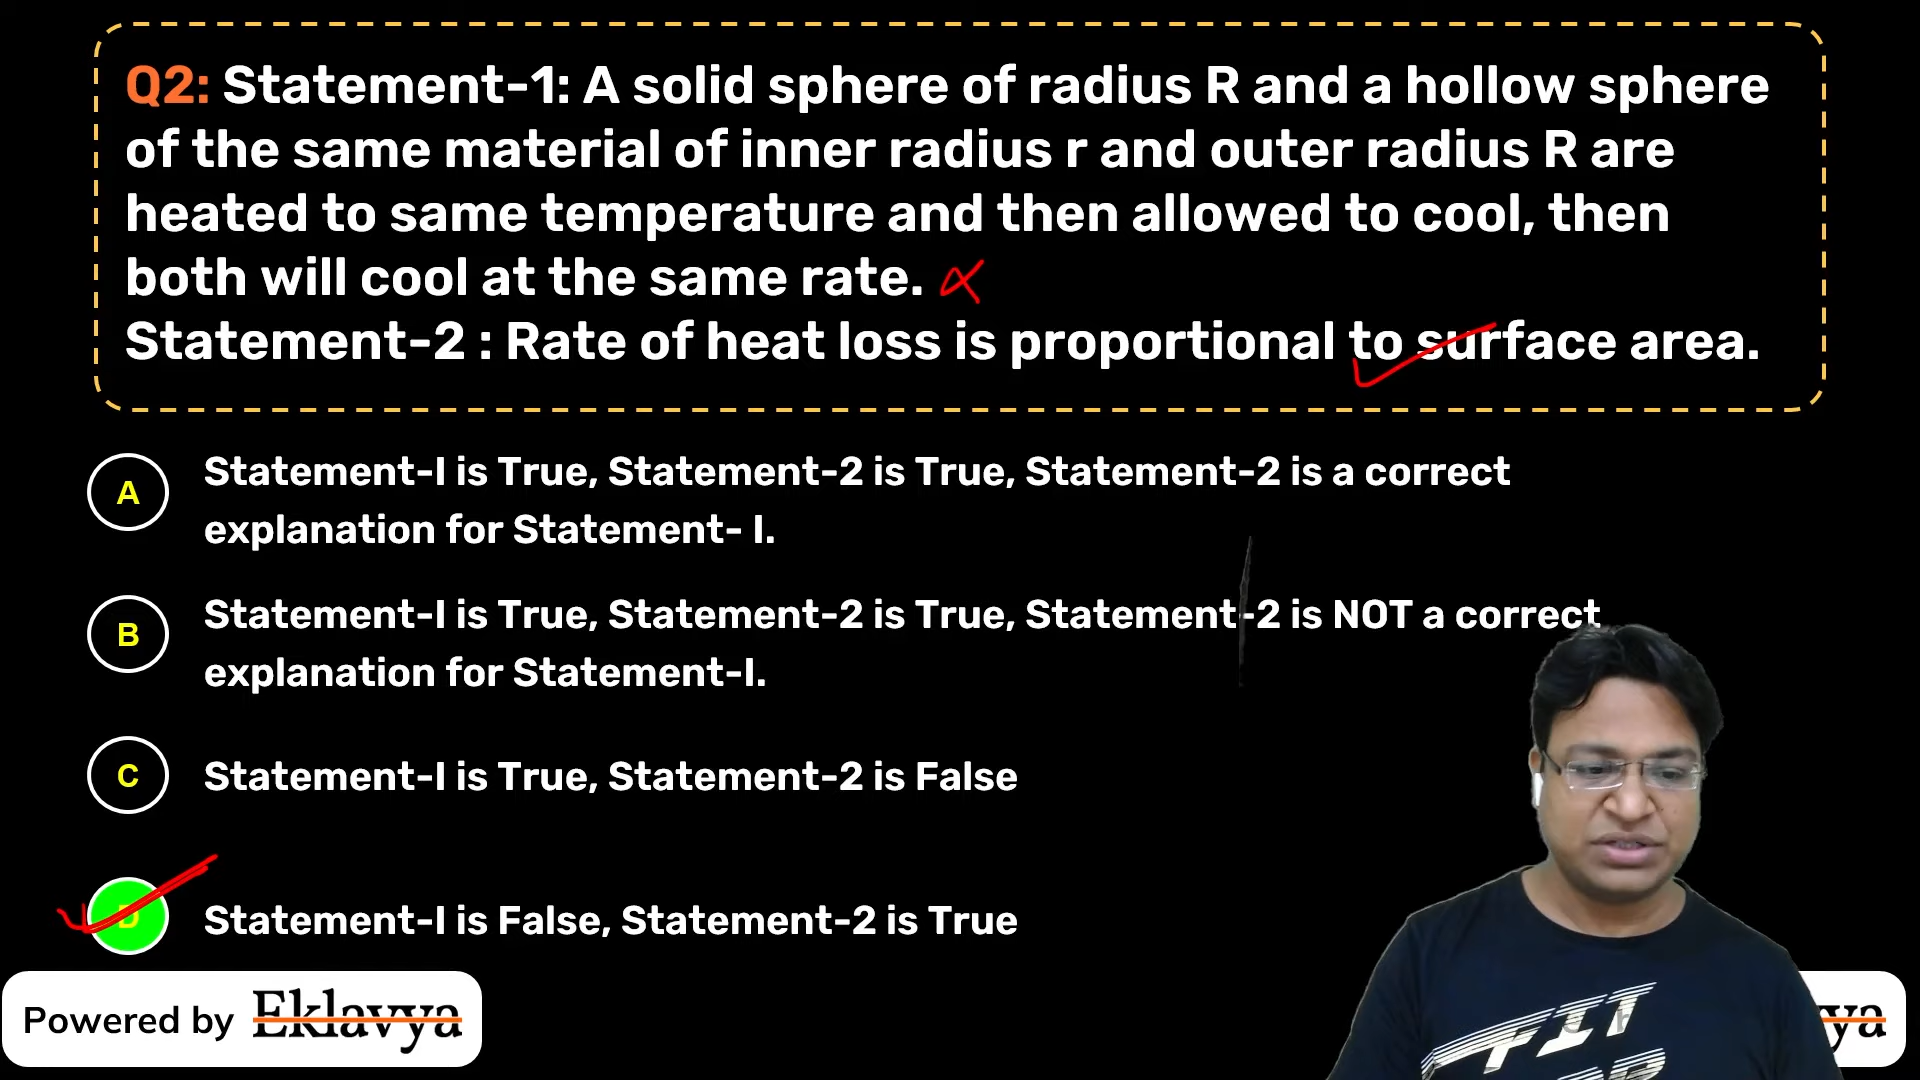 Q2: Statement-1: A solid sphere of radius R and a hollow sphere
of the same material of inner radius r and outer radius R are
heated to same temperature and then allowed to cool, then
both will cool at the same rate.
Statement-2 : Rate of heat loss is proportional to surface area.
A
Statement-I is True, Statement-2 is True, Statement-2 is a correct
explanation for Statement- I.
B
Statement-I is True, Statement-2 is True, Statement-2 is NOT a correct
explanation for Statement-I.
C
Statement-I is True, Statement-2 is False
D
Statement-I is False, Statement-2 is True
Powered by Eklavya